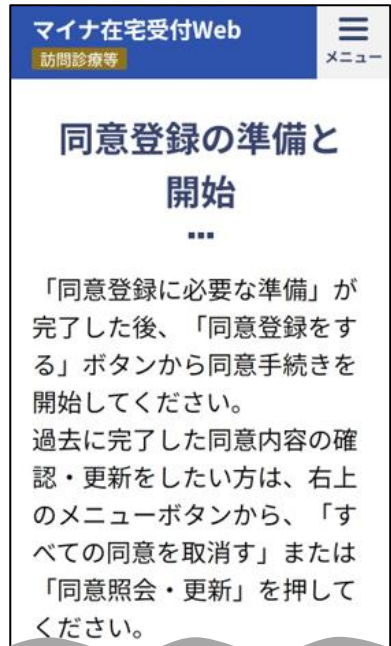 マイナ在宅受付Web
訪問診療等
メニュー
同意登録の準備と
開始
「同意登録に必要な準備」が
完了した後、「同意登録をす
る」ボタンから同意手続きを
開始してください。
過去に完了した同意内容の確
認・更新をしたい方は、右上
のメニューボタンから、「す
べての同意を取消す」または
「同意照会・更新」を押して
ください。